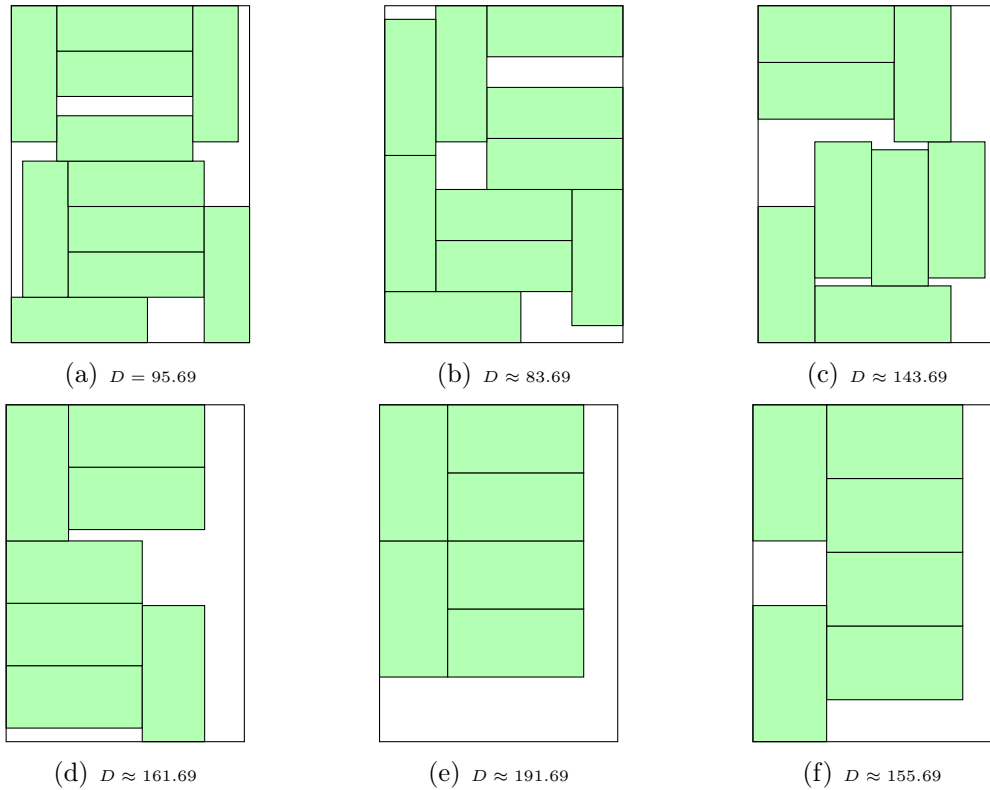 (a) D = 95.69
(b) D ≈ 83.69
(c) D ≈ 143.69
(d) D ≈ 161.69
(e) D ≈ 191.69
(f) D ≈ 155.69